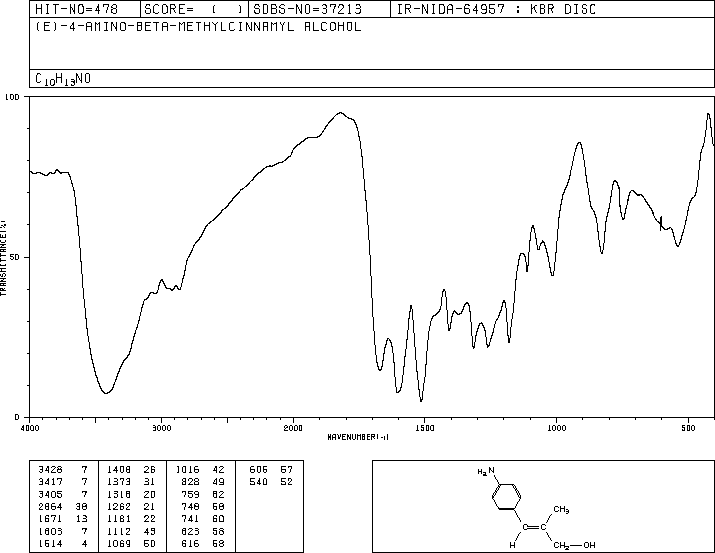 HIT-NO=478 SCORE= ( ) SDBS-NO=37213 IR-NIDA-64957 : KBR DISC
(E)-4-AMINO-BETA-METHYLCINNAMYL ALCOHOL
C10H13NO
100
TRANSMITTANCE(%)
50
0
4000 3000 2000 1500 1000 500
WAVENUMBER(-1)
3428 7 1408 26 1016 42 606 57
3417 7 1373 31 828 49 540 52
3405 7 1318 20 759 62
2864 38 1262 21 748 60
1671 13 1181 22 741 60
1603 7 1112 45 623 58
1514 4 1069 50 616 58
H2N
CH3
C=C
H CH2-OH